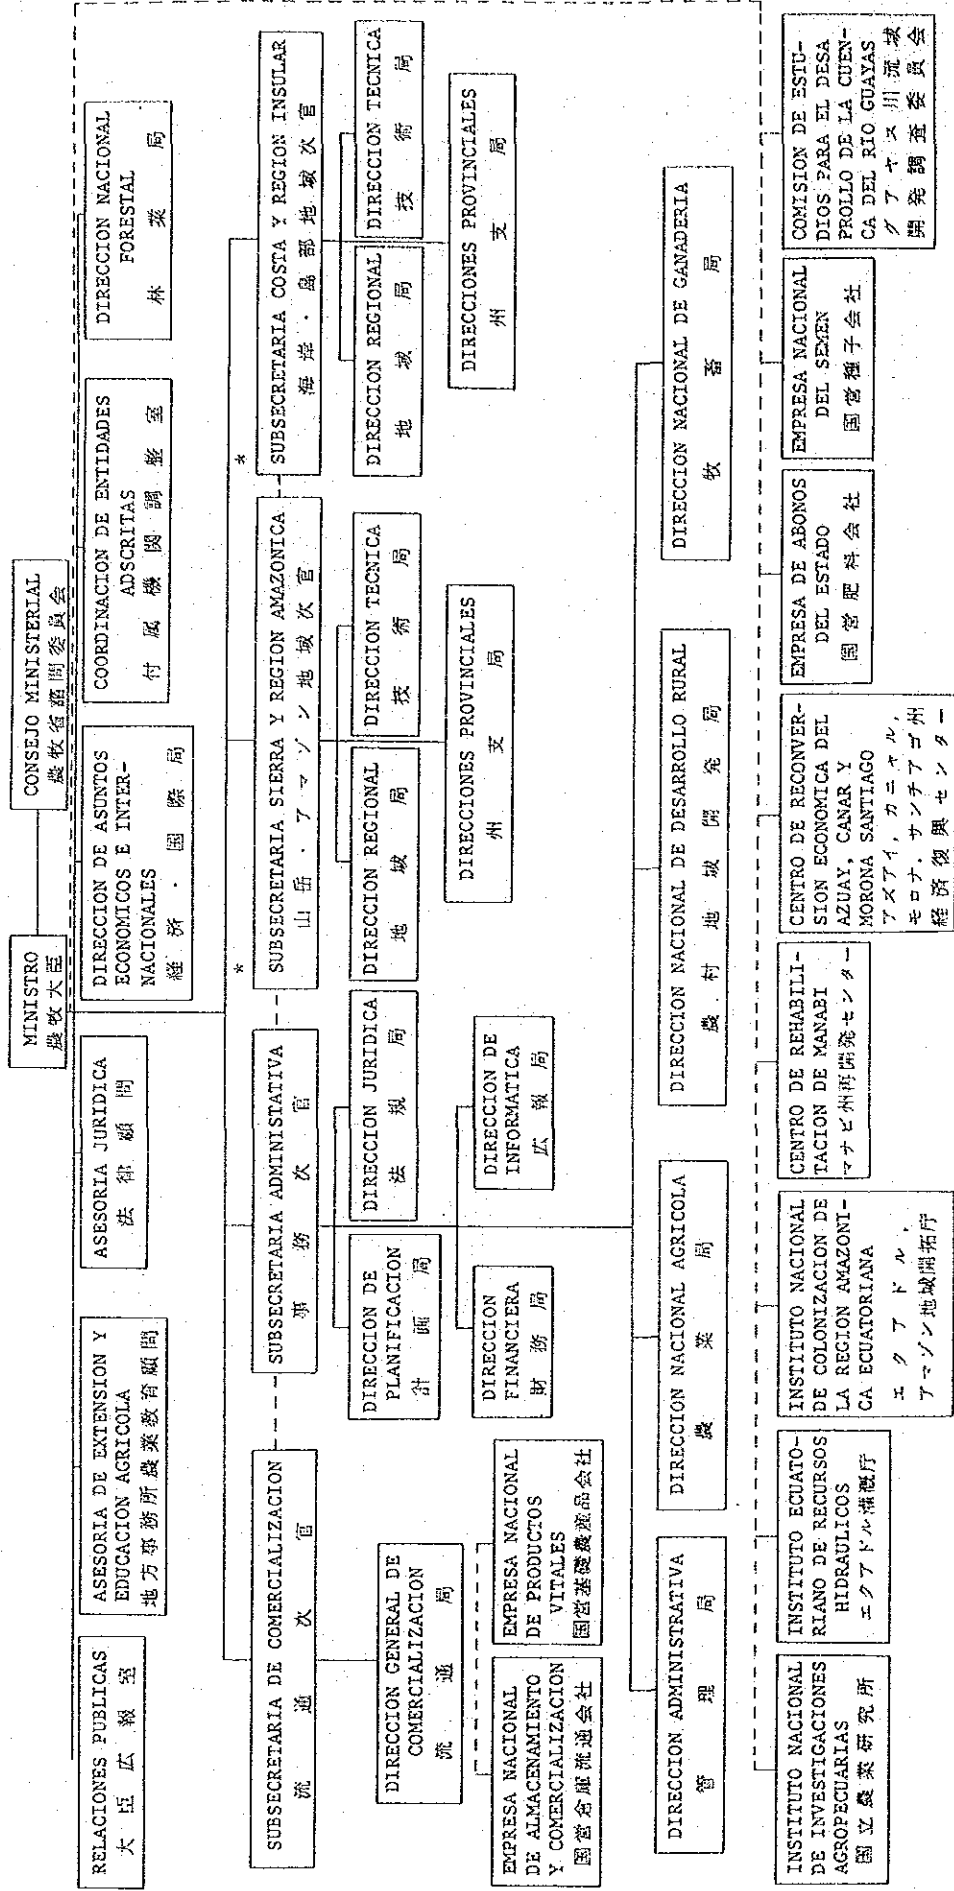 MINISTRO
農牧大臣
CONSEJO MINISTERIAL
農牧省諮問委員会
RELACIONES PUBLICAS
大臣広報室
ASESORIA DE EXTENSION Y
EDUCACION AGRICOLA
地方事務所農業教育顧問
ASESORIA JURIDICA
法律顧問
DIRECCION DE ASUNTOS
ECONOMICOS E INTER-
NACIONALES
経済・国際局
COORDINACION DE ENTIDADES
ADSCRITAS
付属機関調整室
DIRECCION NACIONAL
FORESTAL
林業局
SUBSECRETARIA DE COMERCIALIZACION
流通次官
SUBSECRETARIA ADMINISTATIVA
事務次官
*
SUBSECRETARIA SIERRA Y REGION AMAZONICA
山岳・アマゾン地域次官
*
SUBSECRETARIA COSTA Y REGION INSULAR
海岸・島部地域次官
DIRECCION GENERAL DE
COMERCIALIZACION
流通局
DIRECCION DE
PLANIFICACION
計画局
DIRECCION JURIDICA
法規局
DIRECCION REGIONAL
地域局
DIRECCION TECNICA
技術局
DIRECCION REGIONAL
地域局
DIRECCION TECNICA
技術局
EMPRESA NACIONAL
DE ALMACENAMIENTO
Y COMERCIALIZACION
国営倉庫流通会社
EMPRESA NACIONAL
DE PRODUCTOS
VITALES
国営基礎農産品会社
DIRECCION
FINANCIERA
財務局
DIRECCION DE
INFORMATICA
広報局
DIRECCIONES PROVINCIALES
州支局
DIRECCIONES PROVINCIALES
州支局
DIRECCION ADMINISTRATIVA
管理局
DIRECCION NACIONAL AGRICOLA
農業局
DIRECCION NACIONAL DE DESARROLLO RURAL
農村地域開発局
DIRECCION NACIONAL DE GANADERIA
牧畜局
INSTITUTO NACIONAL
DE INVESTIGACIONES
AGROPECUARIAS
国立農業研究所
INSTITUTO ECUATO-
RIANO DE RECURSOS
HIDRAULICOS
エクアドル灌漑庁
INSTITUTO NACIONAL
DE COLONIZACION DE
LA REGION AMAZONI-
CA ECUATORIANA
エクアドル,
アマゾン地域開拓庁
CENTRO DE REHABILI-
TACION DE MANABI
マナビ州再開発センター
CENTRO DE RECONVER-
SION ECONOMICA DEL
AZUAY, CANAR Y
MORONA SANTIAGO
アズアイ, カニャル,
モロナ, サンチアゴ州
経済復興センター
EMPRESA DE ABONOS
DEL ESTADO
国営肥料会社
EMPRESA NACIONAL
DEL SEMEN
国営種子会社
COMISION DE ESTU-
DIOS PARA EL DESA
PROLLO DE LA CUEN-
CA DEL RIO GUAYAS
グアヤス川流域
開発調査委員会